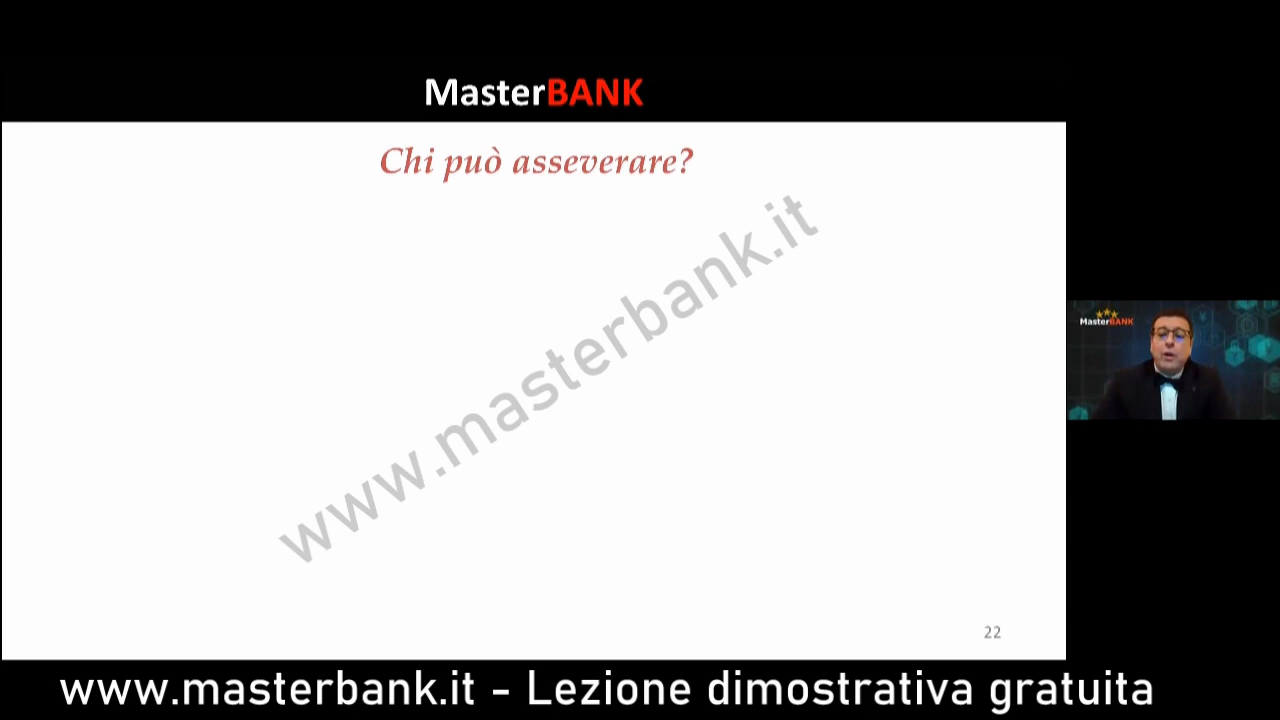 MasterBANK
Chi può asseverare?
www.masterbank.it
MasterBANK
22
www.masterbank.it - Lezione dimostrativa gratuita